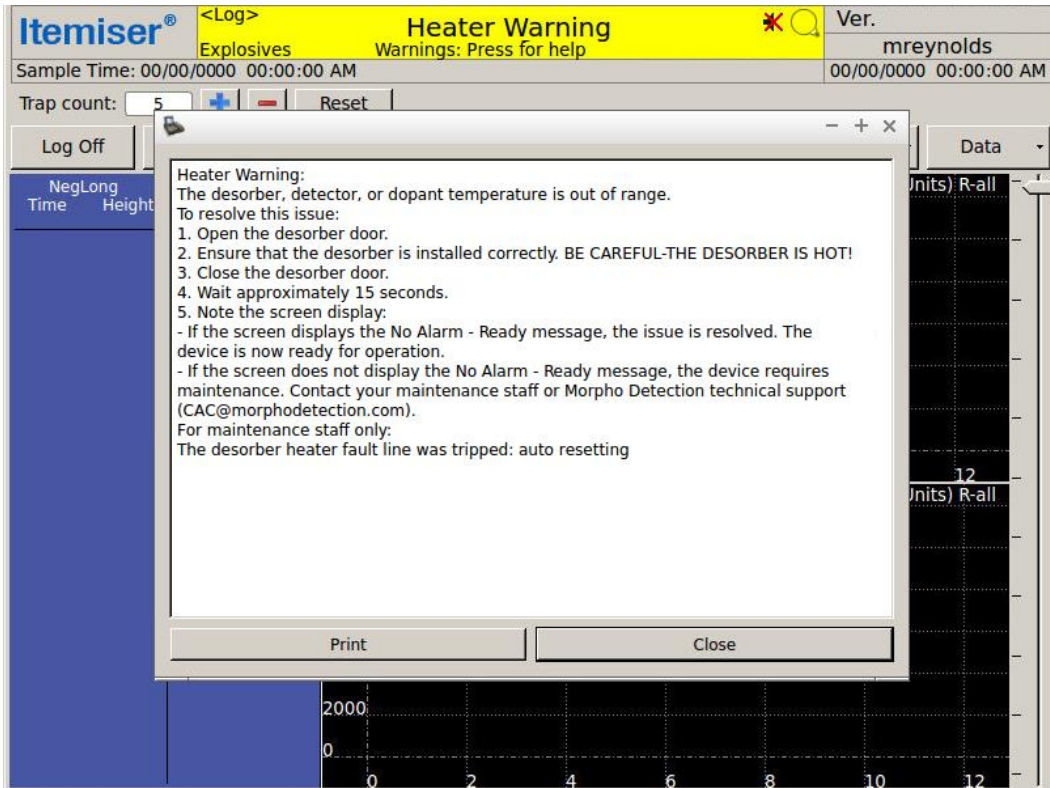 Itemiser®
<Log>
Explosives
Heater Warning
Warnings: Press for help
Ver.
mreynolds
Sample Time: 00/00/0000 00:00:00 AM
00/00/0000 00:00:00 AM
Trap count: 5
Reset
Log Off
Data
NegLong
Time Height
Heater Warning:
The desorber, detector, or dopant temperature is out of range.
To resolve this issue:
1. Open the desorber door.
2. Ensure that the desorber is installed correctly. BE CAREFUL-THE DESORBER IS HOT!
3. Close the desorber door.
4. Wait approximately 15 seconds.
5. Note the screen display:
- If the screen displays the No Alarm - Ready message, the issue is resolved. The
device is now ready for operation.
- If the screen does not display the No Alarm - Ready message, the device requires
maintenance. Contact your maintenance staff or Morpho Detection technical support
(CAC@morphodetection.com).
For maintenance staff only:
The desorber heater fault line was tripped: auto resetting
Print
Close
R-all
12
R-all
2000
0
0 2 4 6 8 10 12